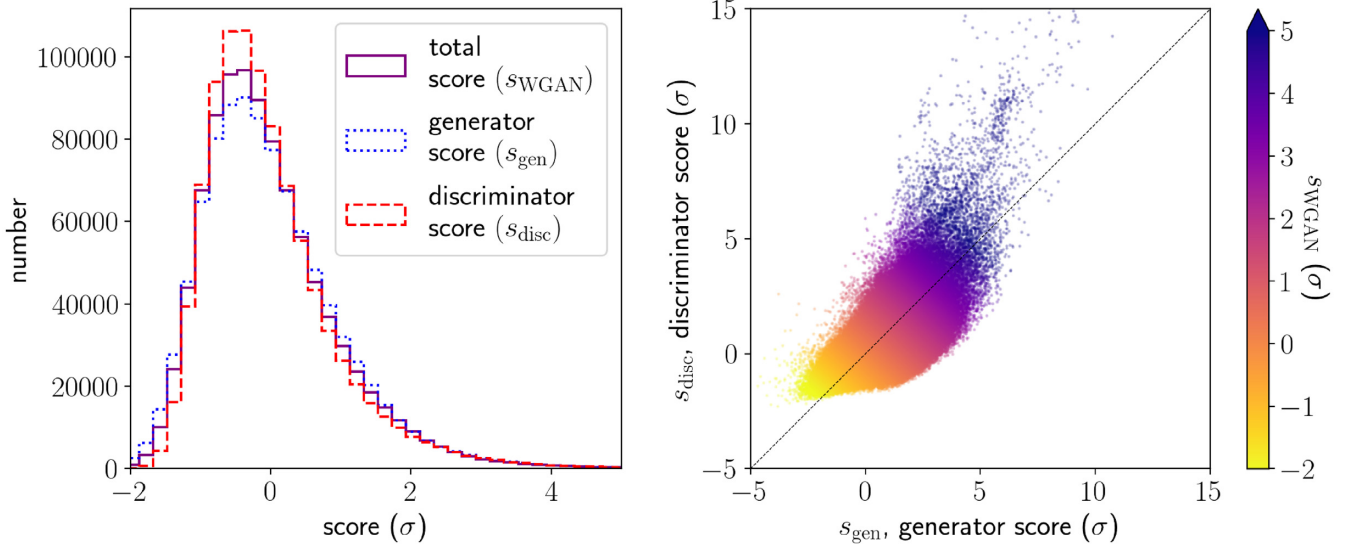 100000
80000
60000
40000
20000
0
number
−2
0
2
4
score (σ)
total
score (s_WGAN)
generator
score (s_gen)
discriminator
score (s_disc)
15
10
5
0
−5
s_disc, discriminator score (σ)
−5
0
5
10
15
s_gen, generator score (σ)
5
4
3
2
1
0
−1
−2
s_WGAN (σ)